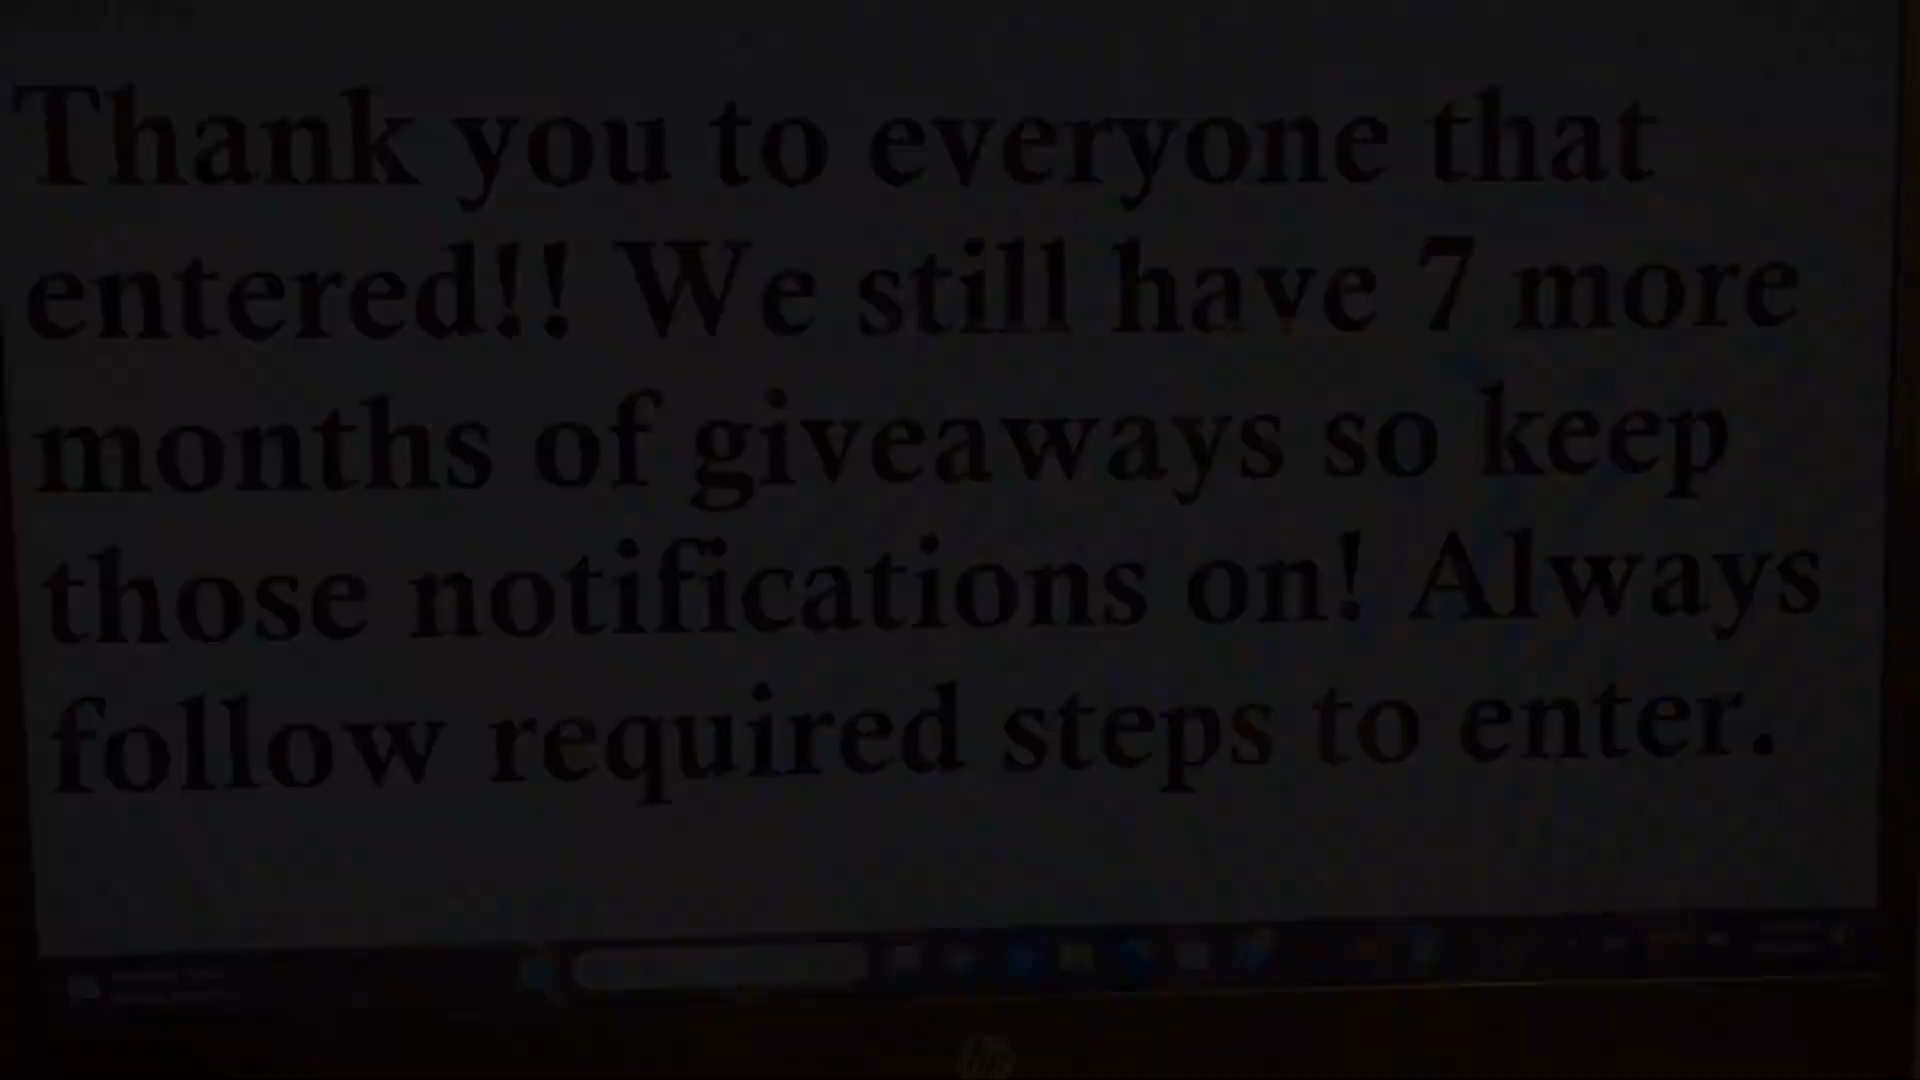 Thank you to everyone that
entered!! We still have 7 more
months of giveaways so keep
those notifications on! Always
follow required steps to enter.
hp